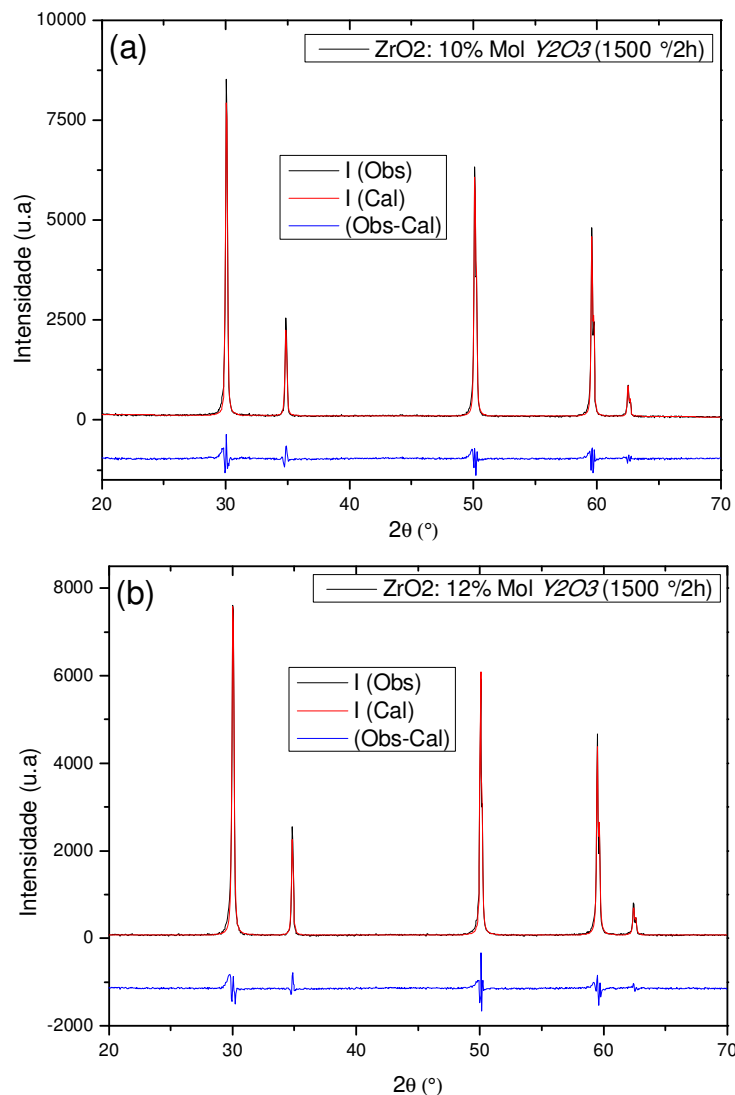 (a)
ZrO2: 10% Mol Y2O3 (1500 °/2h)
I (Obs)
I (Cal)
(Obs-Cal)
Intensidade (u.a)
10000
7500
5000
2500
0
20 30 40 50 60 70
2θ (°)
(b)
ZrO2: 12% Mol Y2O3 (1500 °/2h)
I (Obs)
I (Cal)
(Obs-Cal)
Intensidade (u.a)
8000
6000
4000
2000
0
-2000
20 30 40 50 60 70
2θ (°)